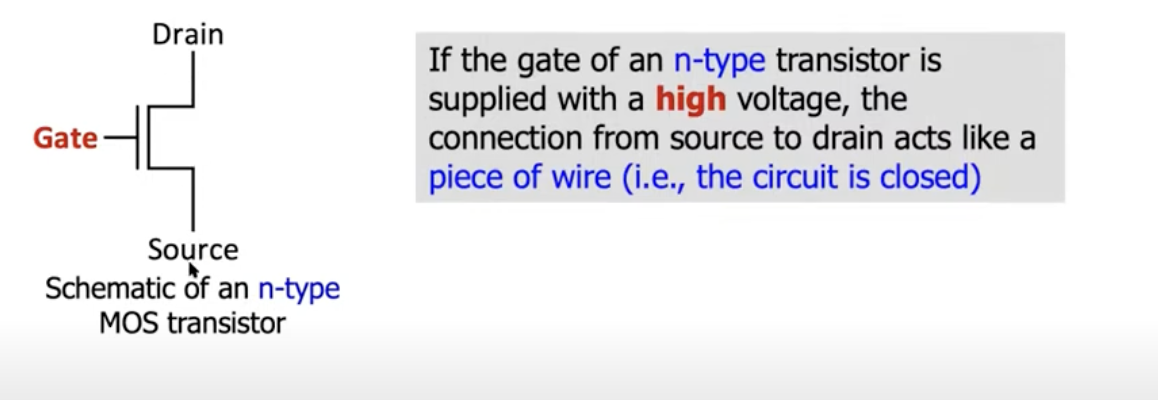 Drain
Gate
Source
Schematic of an n-type
MOS transistor
If the gate of an n-type transistor is
supplied with a high voltage, the
connection from source to drain acts like a
piece of wire (i.e., the circuit is closed)